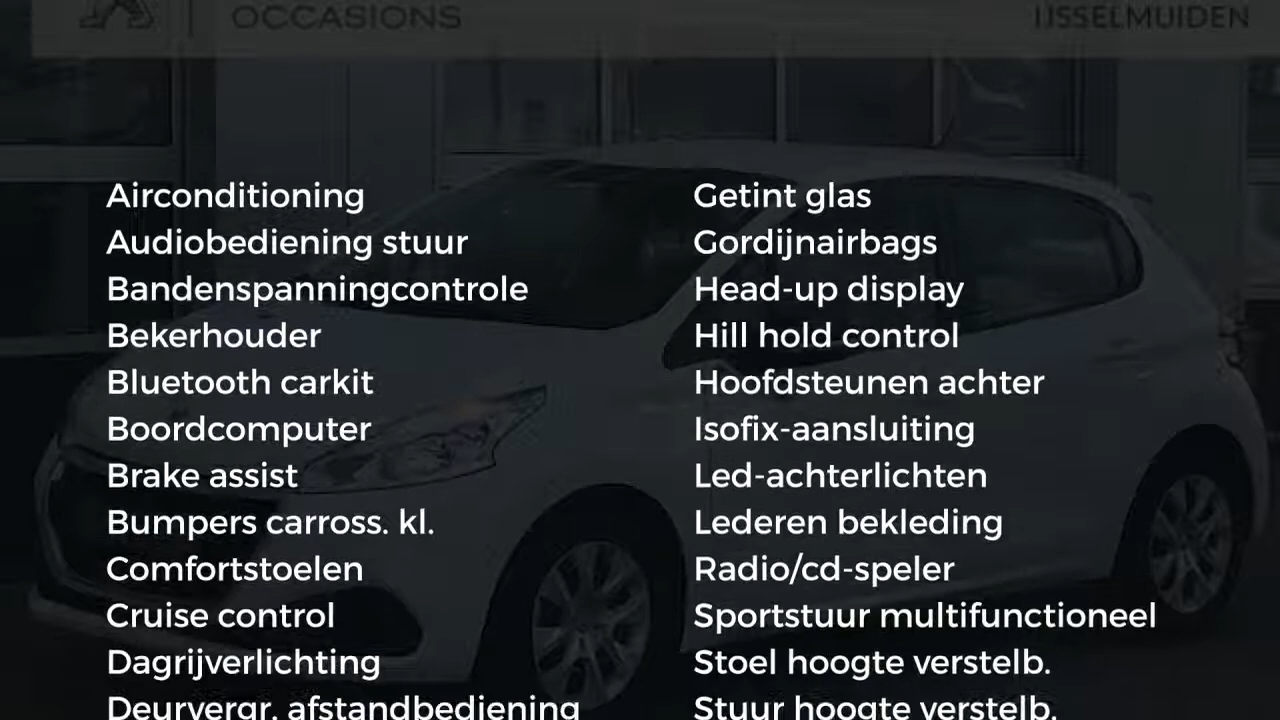 OCCASIONS
IJSSELMUIDEN
Airconditioning
Audiobediening stuur
Bandenspanningcontrole
Bekerhouder
Bluetooth carkit
Boordcomputer
Brake assist
Bumpers carross. kl.
Comfortstoelen
Cruise control
Dagrijverlichting
Deurvergr. afstandbediening
Getint glas
Gordijnairbags
Head-up display
Hill hold control
Hoofdsteunen achter
Isofix-aansluiting
Led-achterlichten
Lederen bekleding
Radio/cd-speler
Sportstuur multifunctioneel
Stoel hoogte verstelb.
Stuur hoogte verstelb.